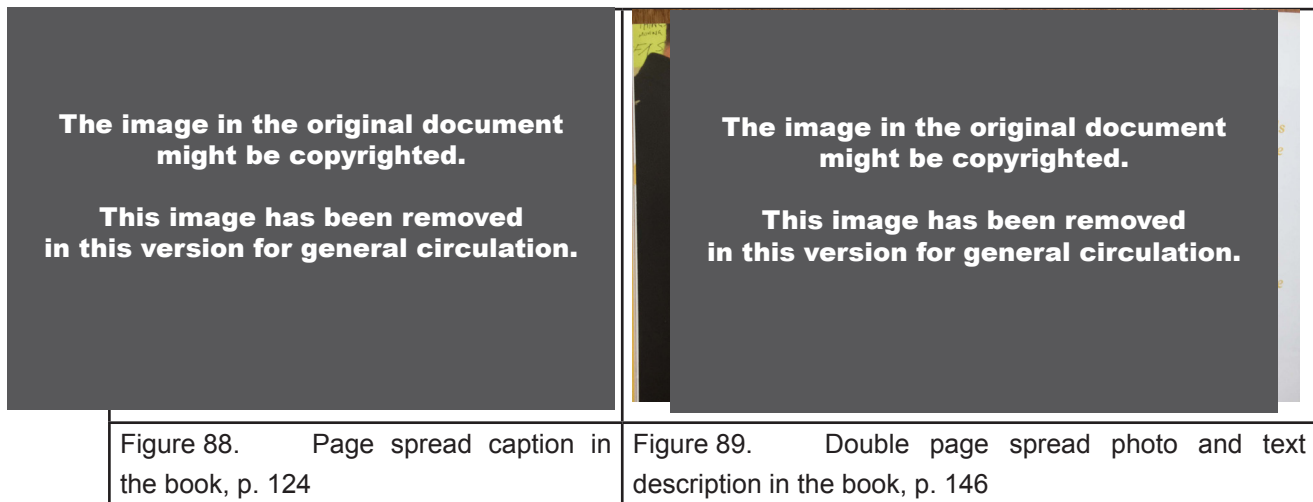 The image in the original document
might be copyrighted.
This image has been removed
in this version for general circulation.
The image in the original document
might be copyrighted.
This image has been removed
in this version for general circulation.
Figure 88. Page spread caption in
the book, p. 124
Figure 89. Double page spread photo and text
description in the book, p. 146